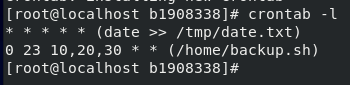 [root@localhost b1908338]# crontab -l
* * * * * (date >> /tmp/date.txt)
0 23 10,20,30 * * (/home/backup.sh)
[root@localhost b1908338]#